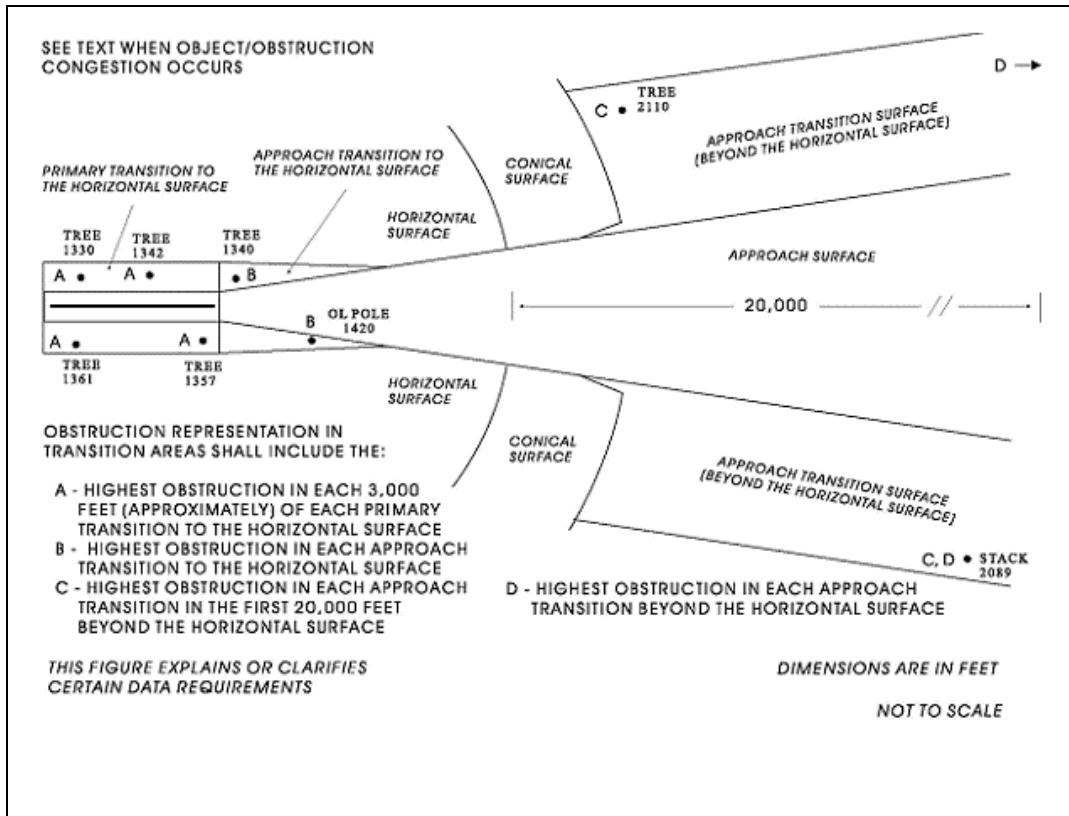 SEE TEXT WHEN OBJECT/OBSTRUCTION
CONGESTION OCCURS
D
TREE
2110
C
APPROACH TRANSITION SURFACE
(BEYOND THE HORIZONTAL SURFACE)
PRIMARY TRANSITION TO
THE HORIZONTAL SURFACE
APPROACH TRANSITION TO
THE HORIZONTAL SURFACE
CONICAL
SURFACE
HORIZONTAL
SURFACE
TREE
1330
TREE
1342
TREE
1340
A
A
B
APPROACH SURFACE
20,000
B
OL POLE
1420
A
A
TREE
1361
TREE
1357
HORIZONTAL
SURFACE
CONICAL
SURFACE
APPROACH TRANSITION SURFACE
(BEYOND THE HORIZONTAL SURFACE)
C, D
STACK
2089
OBSTRUCTION REPRESENTATION IN
TRANSITION AREAS SHALL INCLUDE THE:
A - HIGHEST OBSTRUCTION IN EACH 3,000
FEET (APPROXIMATELY) OF EACH PRIMARY
TRANSITION TO THE HORIZONTAL SURFACE
B - HIGHEST OBSTRUCTION IN EACH APPROACH
TRANSITION TO THE HORIZONTAL SURFACE
C - HIGHEST OBSTRUCTION IN EACH APPROACH
TRANSITION IN THE FIRST 20,000 FEET
BEYOND THE HORIZONTAL SURFACE
D - HIGHEST OBSTRUCTION IN EACH APPROACH
TRANSITION BEYOND THE HORIZONTAL SURFACE
THIS FIGURE EXPLAINS OR CLARIFIES
CERTAIN DATA REQUIREMENTS
DIMENSIONS ARE IN FEET
NOT TO SCALE